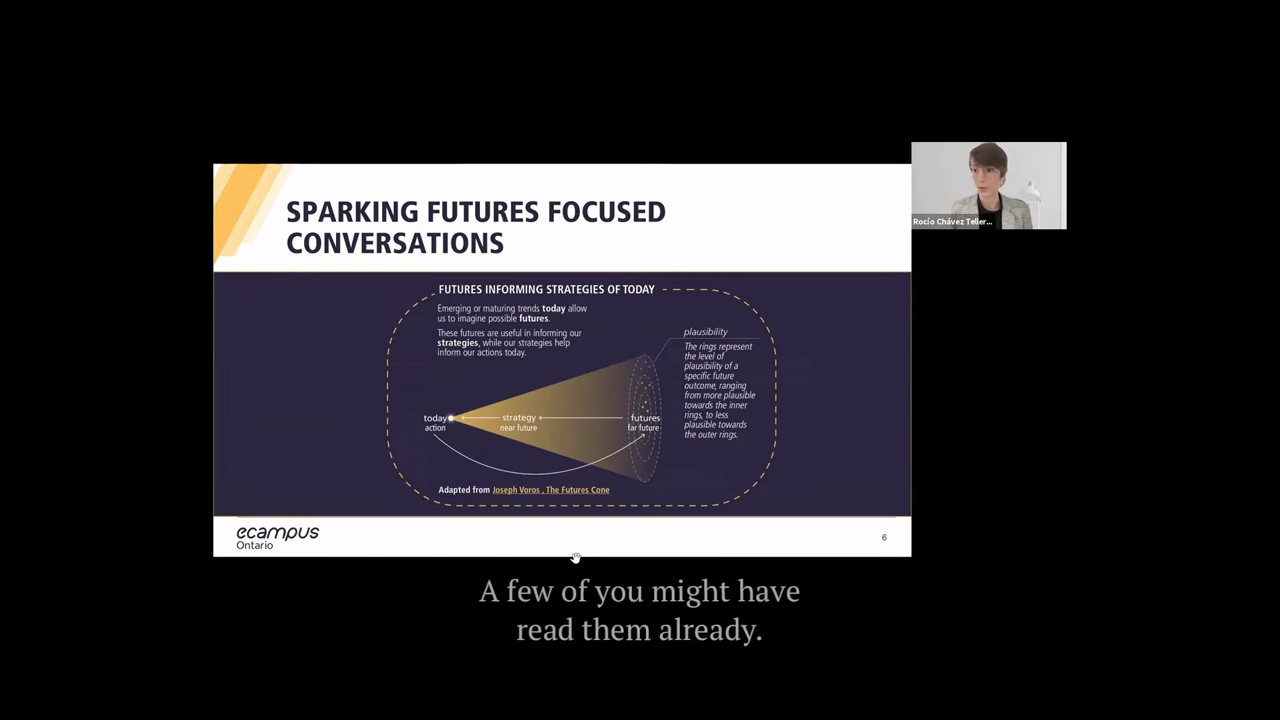 SPARKING FUTURES FOCUSED
CONVERSATIONS
Rocío Chávez Teller...
FUTURES INFORMING STRATEGIES OF TODAY
Emerging or maturing trends today allow
us to imagine possible futures.
These futures are useful in informing our
strategies, while our strategies help
inform our actions today.
plausibility
The rings represent
the level of
plausibility of a
specific future
outcome, ranging
from more plausible
towards the inner
rings, to less
plausible towards
the outer rings.
today
action
strategy
near future
futures
far future
Adapted from Joseph Voros , The Futures Cone
ecampus
Ontario
6
A few of you might have
read them already.